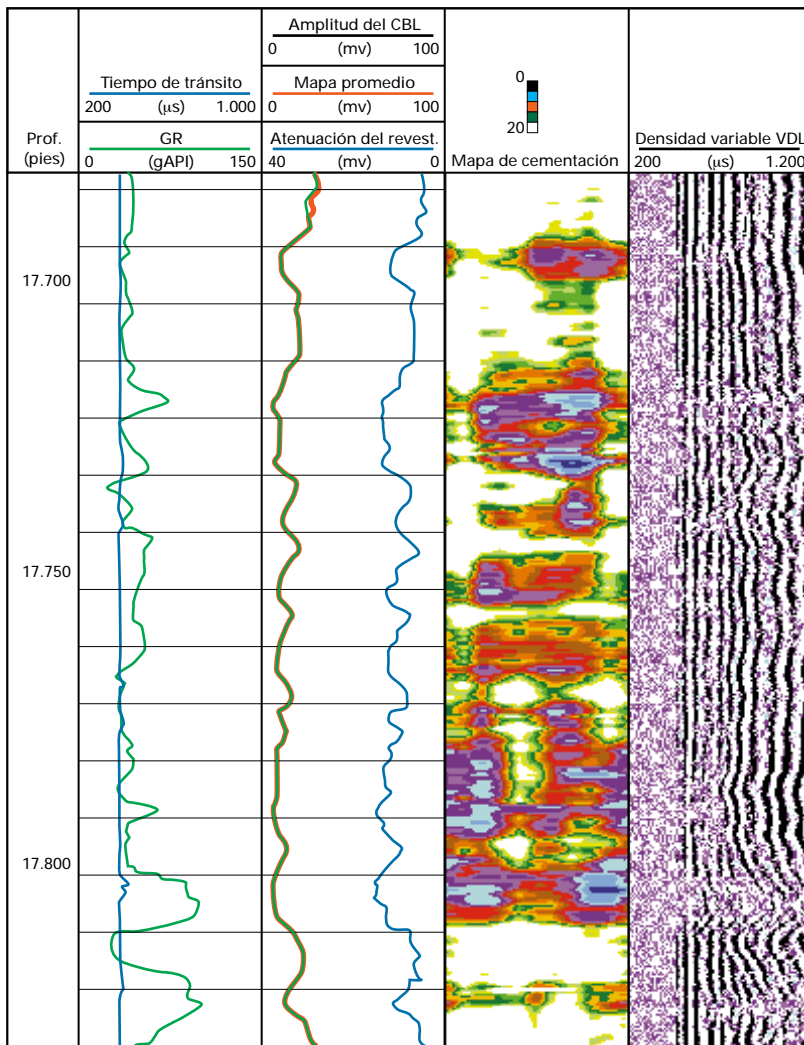 Amplitud del CBL
0 (mv) 100
Tiempo de tránsito
200 (µs) 1.000
Mapa promedio
0 (mv) 100
0
20
Prof.
(pies)
GR
0 (gAPI) 150
Atenuación del revest.
40 (mv) 0
Mapa de cementación
Densidad variable VDL
200 (µs) 1.200
17.700
17.750
17.800